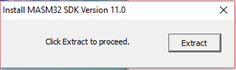 Install MASM32 SDK Version 11.0
Click Extract to proceed.
Extract